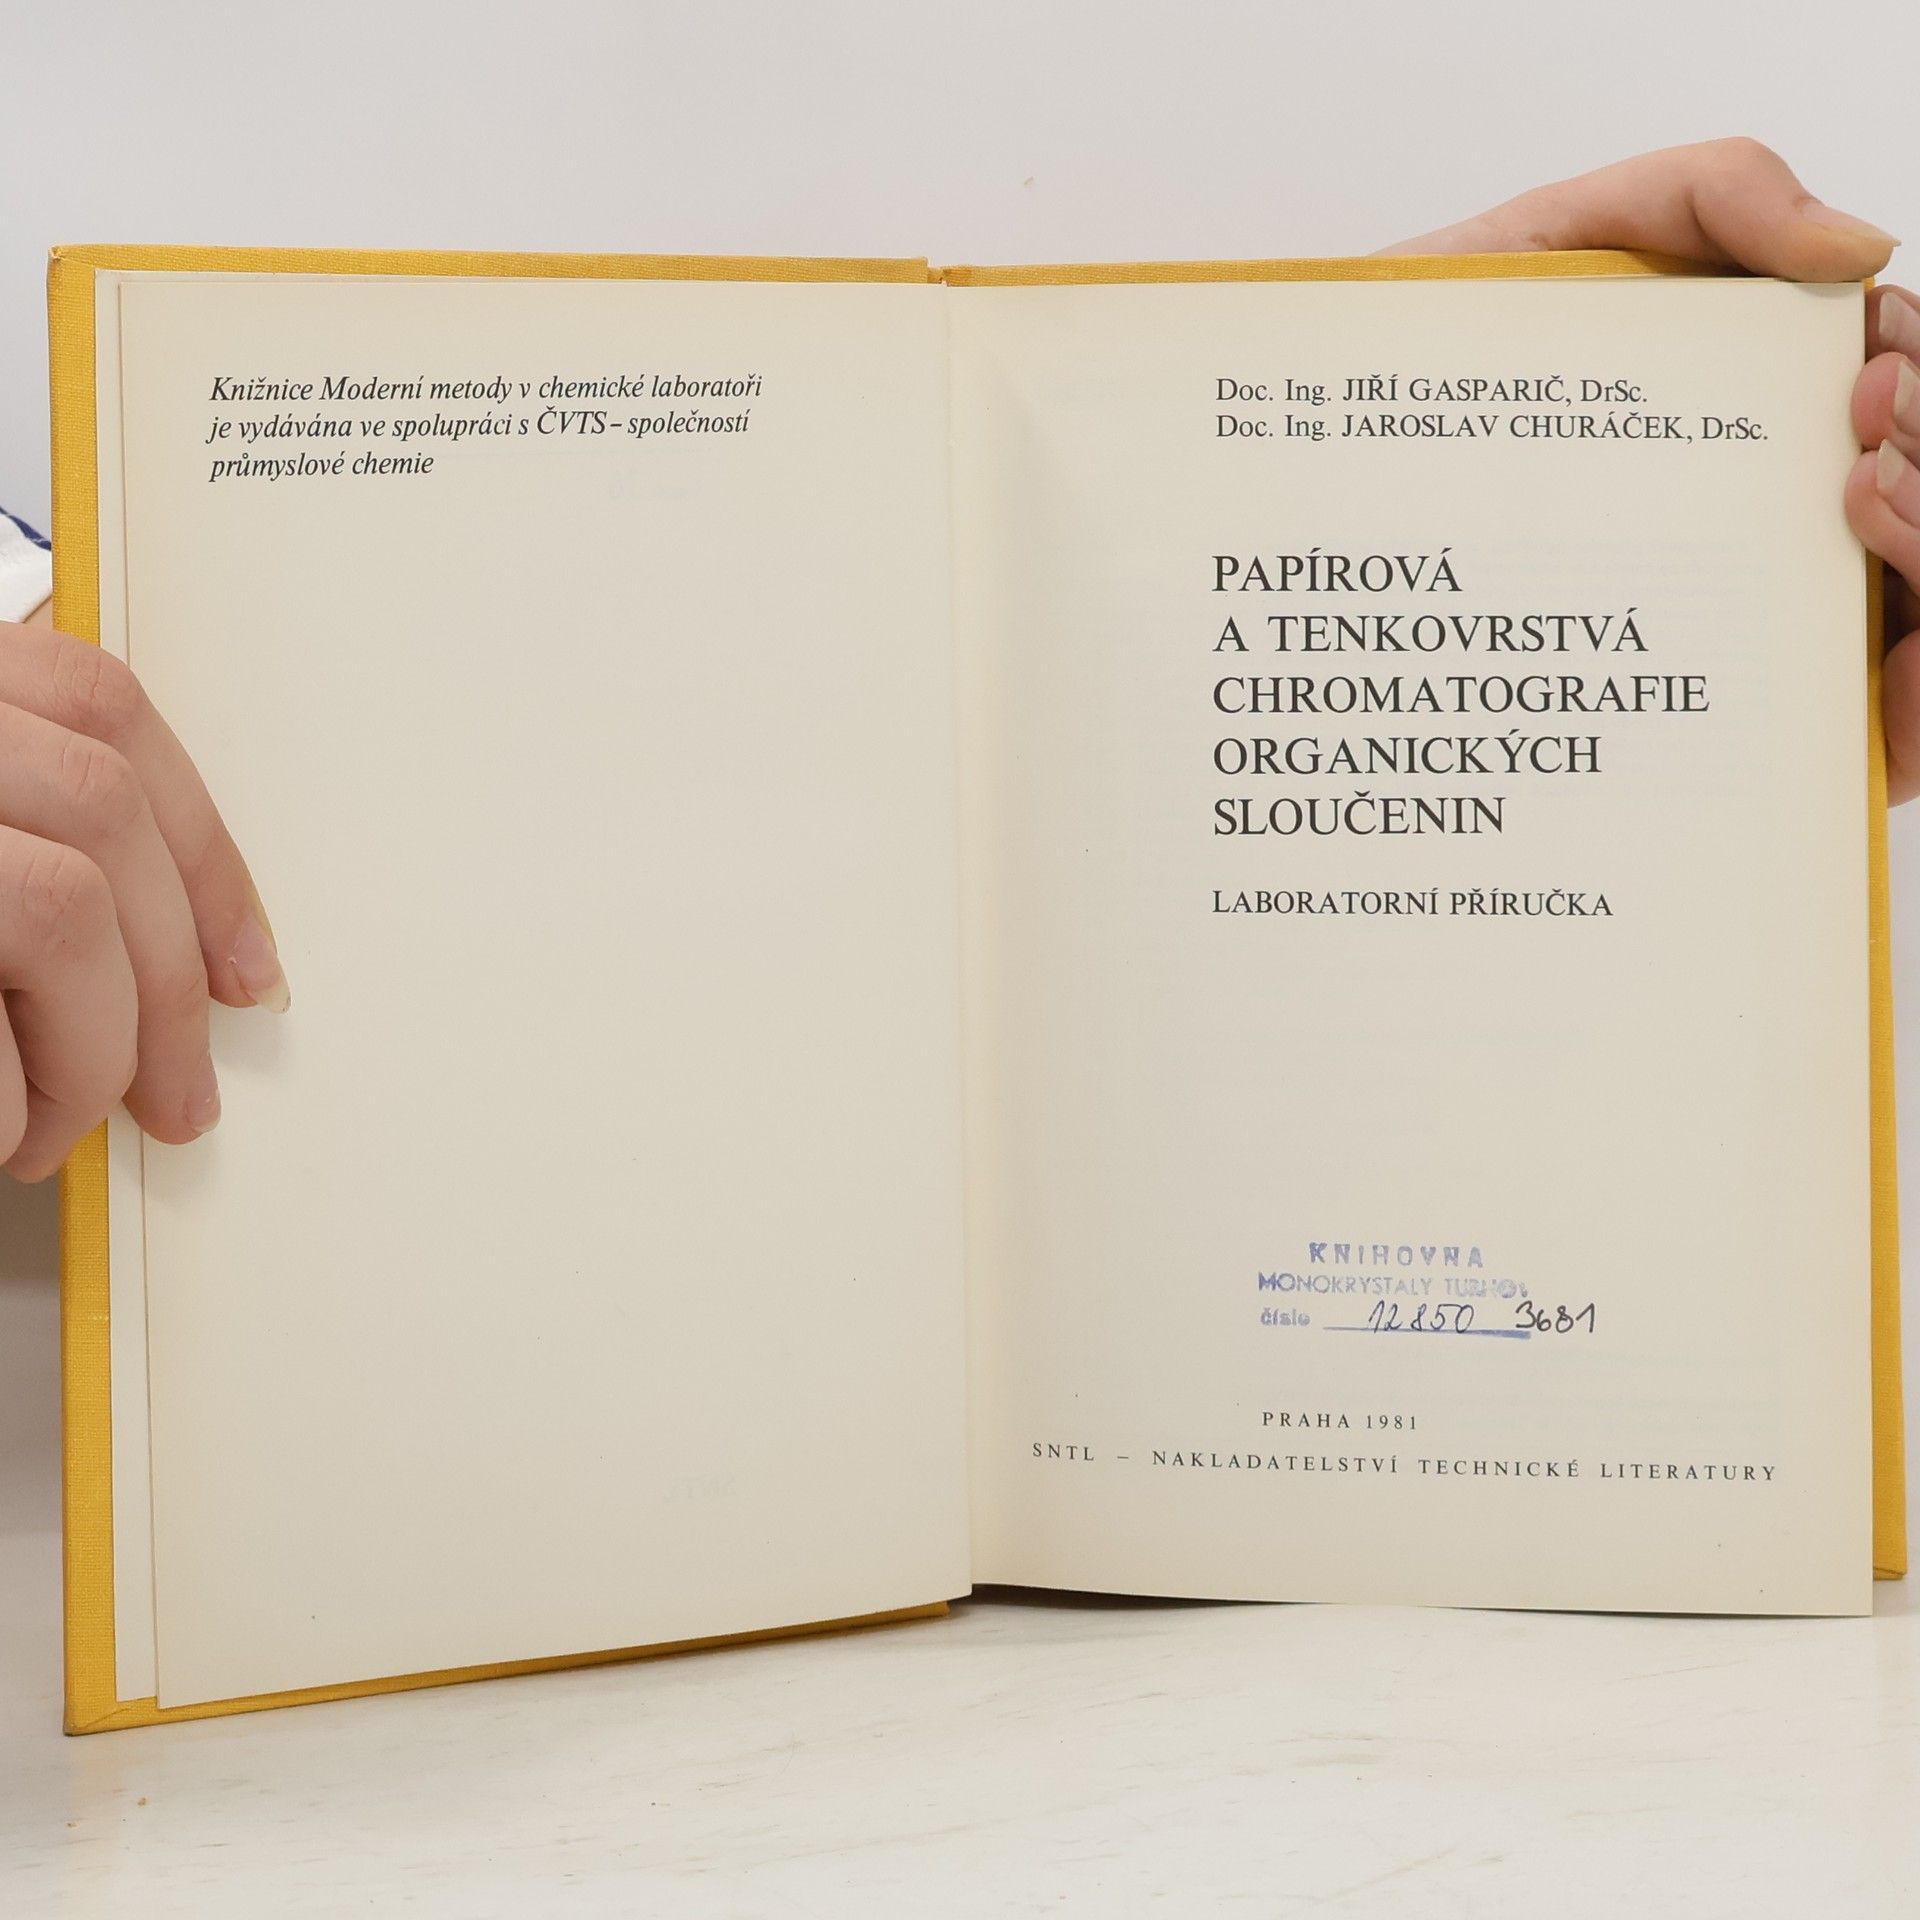 Knižnice Moderní metody v chemické laboratoři
je vydávána ve spolupráci s ČVTS – společností
průmyslové chemie
Doc. Ing. JIŘÍ GASPARIČ, DrSc.
Doc. Ing. JAROSLAV CHURÁČEK, DrSc.
PAPÍROVÁ
A TENKOVRSTVÁ
CHROMATOGRAFIE
ORGANICKÝCH
SLOUČENIN
LABORATORNÍ PŘÍRUČKA
KNIHOVNA
MONOKRYSTALY TURNOV
číslo 12850 3681
PRAHA 1981
SNTL – NAKLADATELSTVÍ TECHNICKÉ LITERATURY